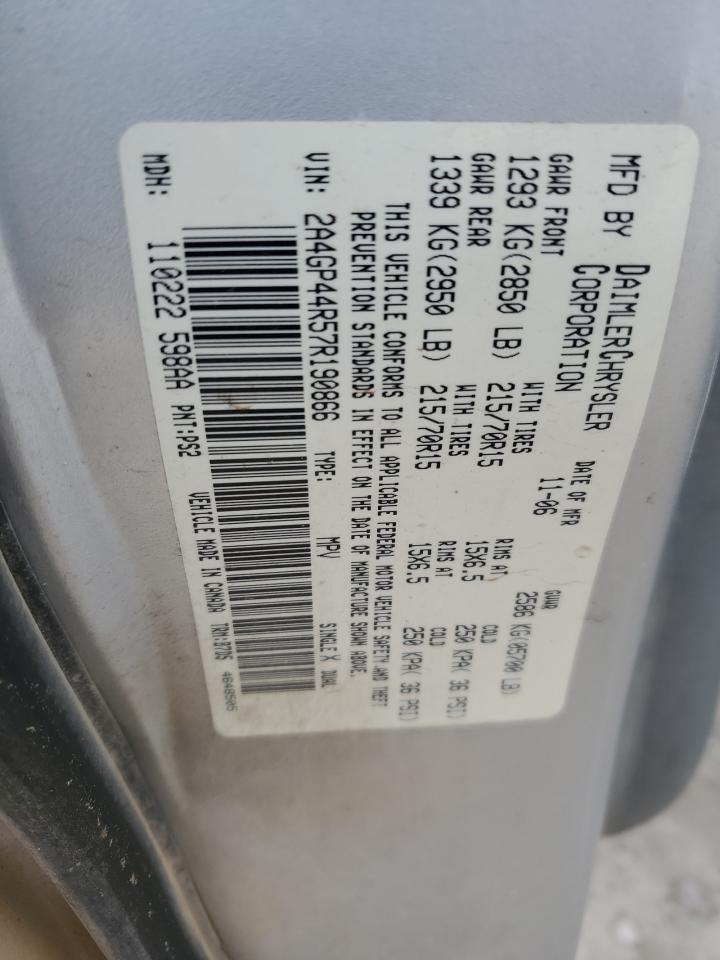 MFD BY DAIMLERCHRYSLER CORPORATION
DATE OF MFR 11-06
GVWR 2586 KG(05700 LB)
GAWR FRONT WITH TIRES RIMS AT COLD
1293 KG(2850 LB) 215/70R15 15X6.5 250 KPA( 36 PSI)
GAWR REAR WITH TIRES RIMS AT COLD
1339 KG(2950 LB) 215/70R15 15X6.5 250 KPA( 36 PSI)
THIS VEHICLE CONFORMS TO ALL APPLICABLE FEDERAL MOTOR VEHICLE SAFETY AND THEFT
PREVENTION STANDARDS IN EFFECT ON THE DATE OF MANUFACTURE SHOWN ABOVE.
VIN: 2A4GP44R57R190866 TYPE: MPV SINGLE X DUAL
MDH: 110222 598AA PNT:PS2 VEHICLE MADE IN CANADA TRM:B7D5 4648505